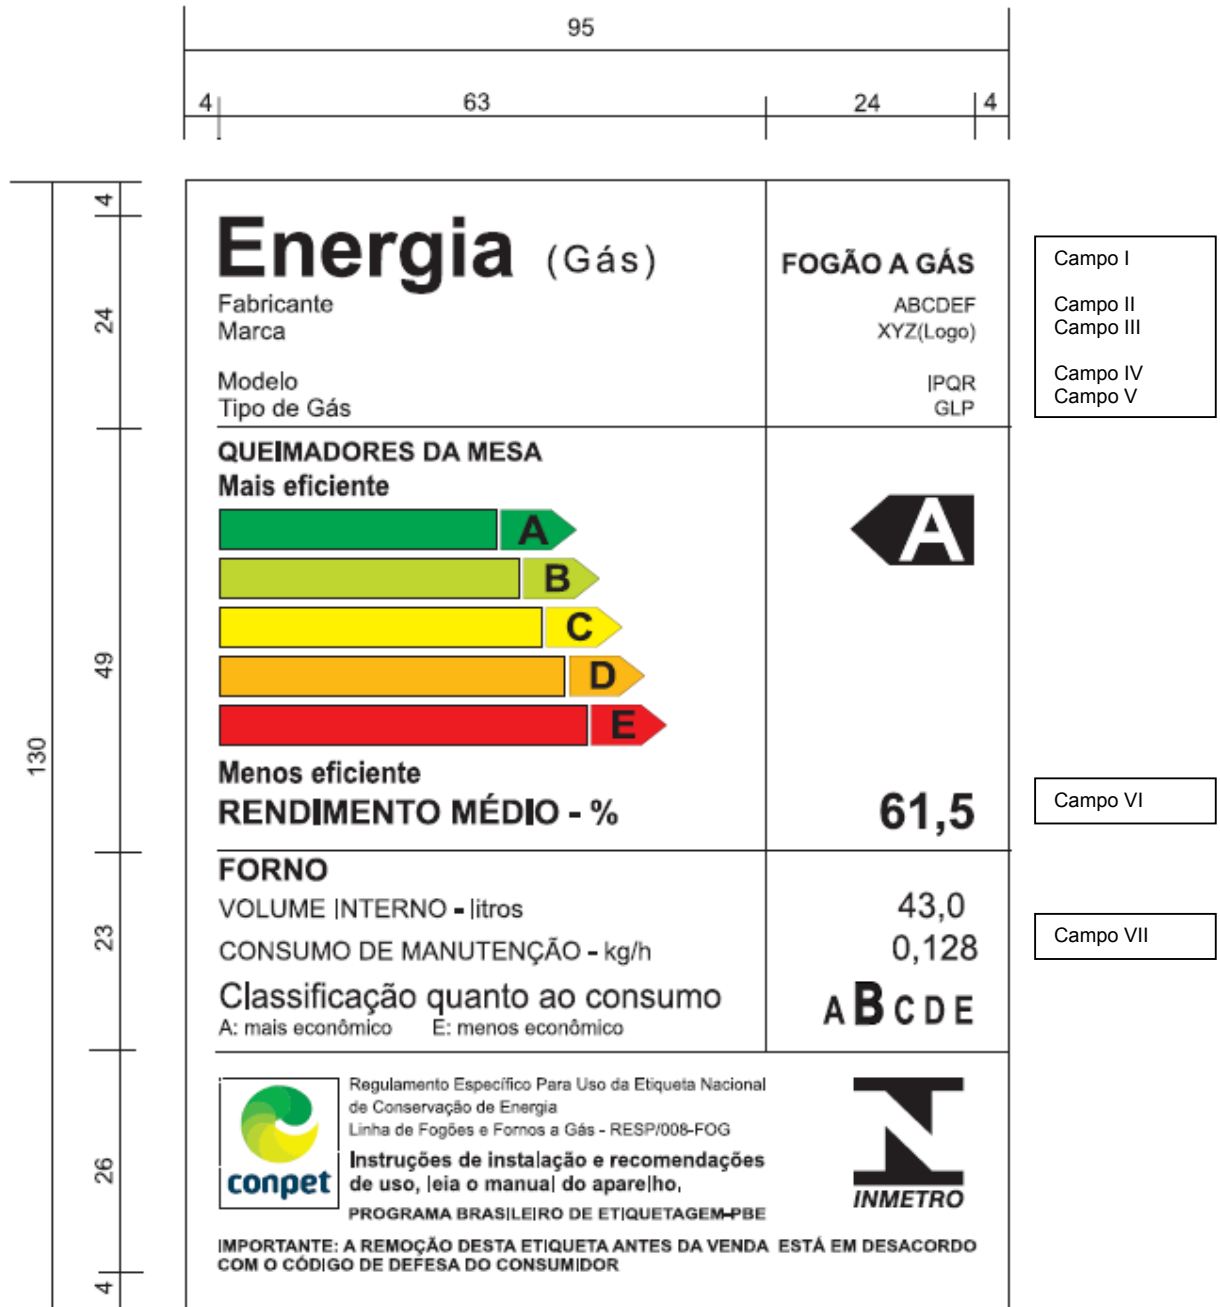 95
4 63 24 4
4
Energia (Gás) FOGÃO A GÁS Campo I
Fabricante ABCDEF Campo II
Marca XYZ(Logo) Campo III
24
Modelo IPQR Campo IV
Tipo de Gás GLP Campo V
QUEIMADORES DA MESA
Mais eficiente
A A
B
C
D
49
E
130
Menos eficiente
RENDIMENTO MÉDIO - % 61,5 Campo VI
FORNO
VOLUME INTERNO - litros 43,0
23
CONSUMO DE MANUTENÇÃO - kg/h 0,128 Campo VII
Classificação quanto ao consumo A B C D E
A: mais econômico E: menos econômico
Regulamento Específico Para Uso da Etiqueta Nacional
de Conservação de Energia
Linha de Fogões e Fornos a Gás - RESP/008-FOG
Instruções de instalação e recomendações
de uso, leia o manual do aparelho.
26
conpet
INMETRO
PROGRAMA BRASILEIRO DE ETIQUETAGEM-PBE
IMPORTANTE: A REMOÇÃO DESTA ETIQUETA ANTES DA VENDA ESTÁ EM DESACORDO
COM O CÓDIGO DE DEFESA DO CONSUMIDOR
4